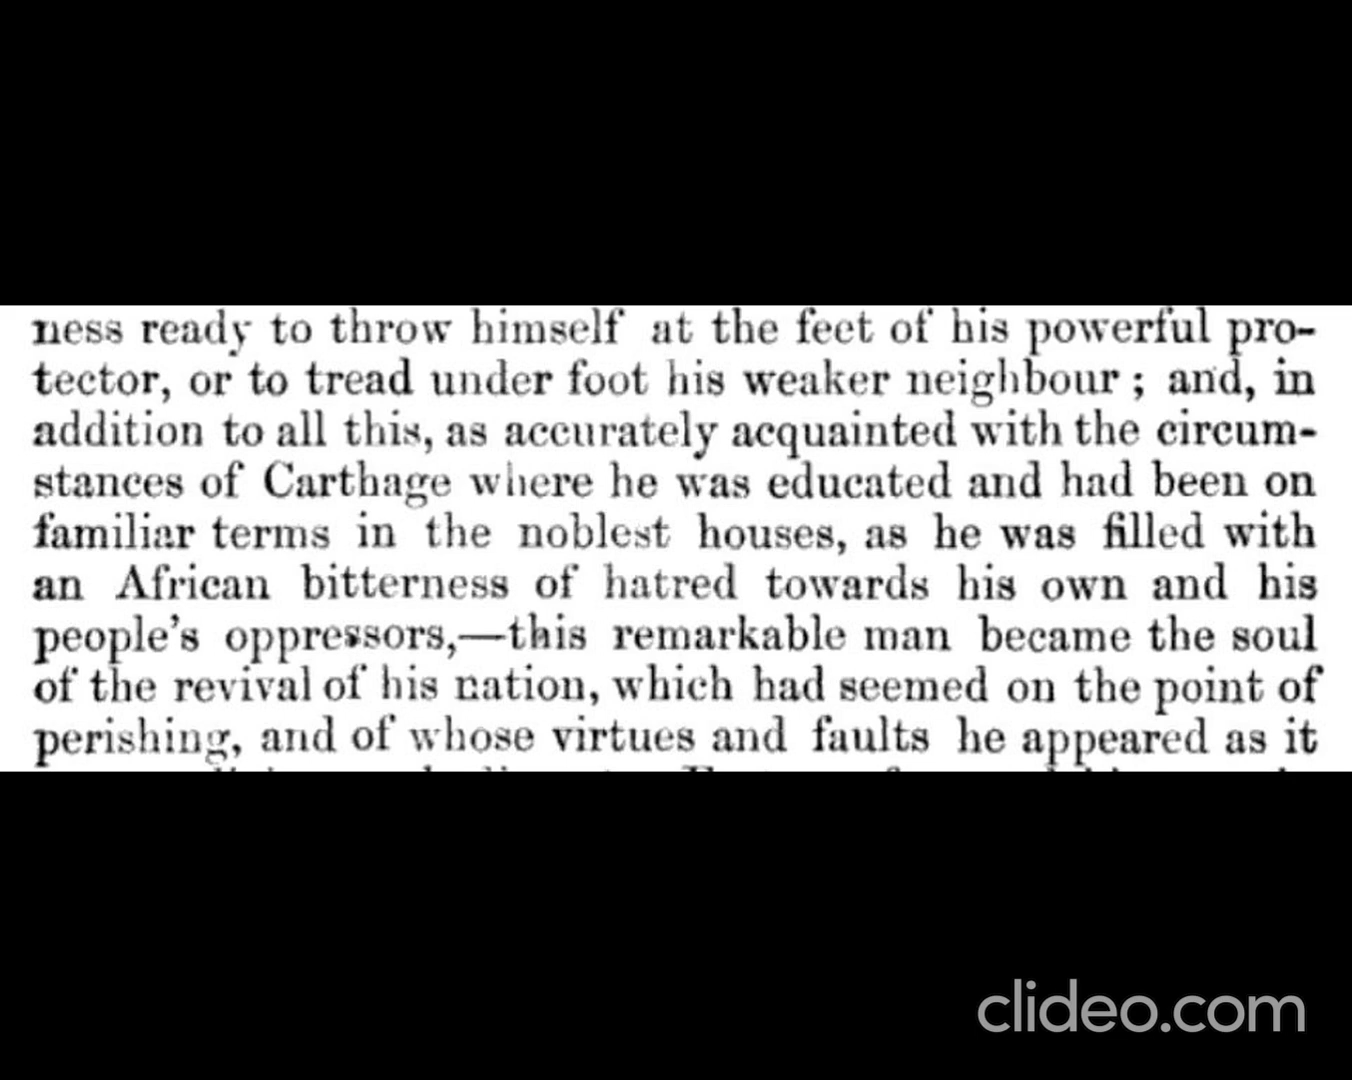 ness ready to throw himself at the feet of his powerful pro-
tector, or to tread under foot his weaker neighbour; and, in
addition to all this, as accurately acquainted with the circum-
stances of Carthage where he was educated and had been on
familiar terms in the noblest houses, as he was filled with
an African bitterness of hatred towards his own and his
people's oppressors,—this remarkable man became the soul
of the revival of his nation, which had seemed on the point of
perishing, and of whose virtues and faults he appeared as it
clideo.com